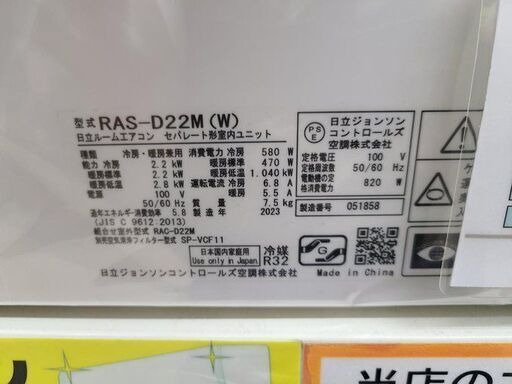 型式 RAS-D22M(W)
日立ルームエアコン セパレート形室内ユニット
種類 冷房・暖房兼用
能力 冷房 2.2 kW
暖房標準 2.2 kW
暖房低温 2.8 kW
電源 100 V
50/60 Hz
通年エネルギー消費効率 5.8
(JIS C 9612:2013)
消費電力 冷房 580 W
暖房標準 470 W
暖房低温 1.040 kW
運転電流 冷房 6.8 A
暖房 5.5 A
質量 7.5 kg
2023
組合せ室外型式 RAC-D22M
別売空気清浄フィルター型式 SP-VCF11
日本国内家庭用
Use only in Japan
冷媒
R32
日立ジョンソンコントロールズ空調株式会社
PS
E
日立ジョンソン
コントロールズ
空調株式会社
定格電圧 100 V
定格周波数 50/60 Hz
電動機の定
格消費電力 820 W
製造番号 051858
Made in China
当店の